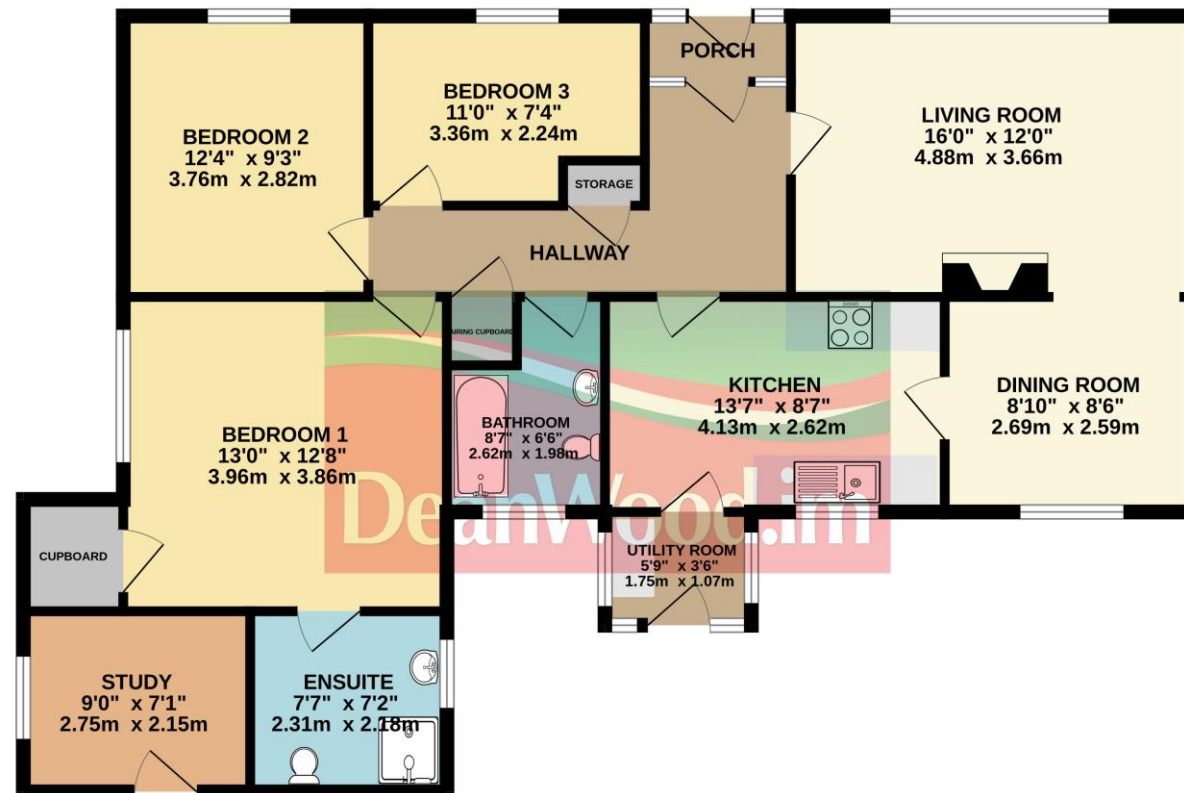 PORCH
BEDROOM 3
11'0" x 7'4"
3.36m x 2.24m
LIVING ROOM
16'0" x 12'0"
4.88m x 3.66m
BEDROOM 2
12'4" x 9'3"
3.76m x 2.82m
STORAGE
HALLWAY
AIRING CUPBOARD
KITCHEN
13'7" x 8'7"
4.13m x 2.62m
DINING ROOM
8'10" x 8'6"
2.69m x 2.59m
BATHROOM
8'7" x 6'6"
2.62m x 1.98m
BEDROOM 1
13'0" x 12'8"
3.96m x 3.86m
DeanWood.im
CUPBOARD
UTILITY ROOM
5'9" x 3'6"
1.75m x 1.07m
STUDY
9'0" x 7'1"
2.75m x 2.15m
ENSUITE
7'7" x 7'2"
2.31m x 2.18m